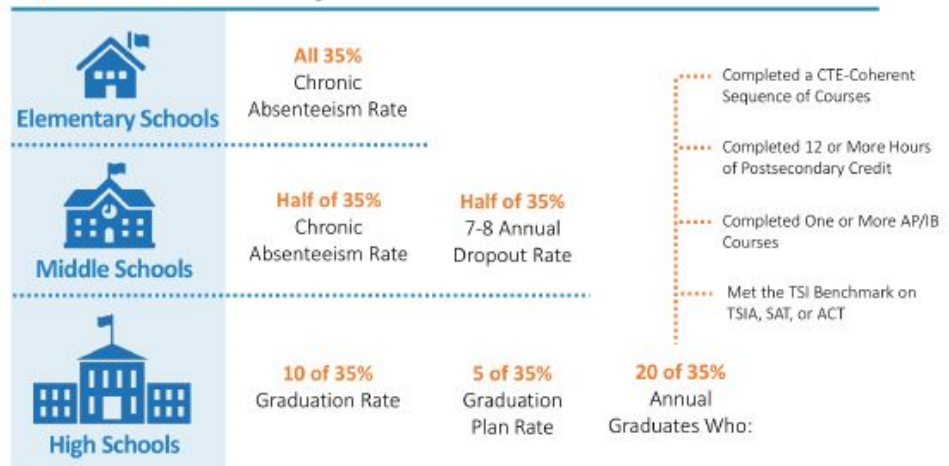 Elementary Schools
All 35%
Chronic
Absenteeism Rate
Middle Schools
Half of 35%
Chronic
Absenteeism Rate
Half of 35%
7-8 Annual
Dropout Rate
High Schools
10 of 35%
Graduation Rate
5 of 35%
Graduation
Plan Rate
20 of 35%
Annual
Graduates Who:
Completed a CTE-Coherent
Sequence of Courses
Completed 12 or More Hours
of Postsecondary Credit
Completed One or More AP/IB
Courses
Met the TSI Benchmark on
TSIA, SAT, or ACT